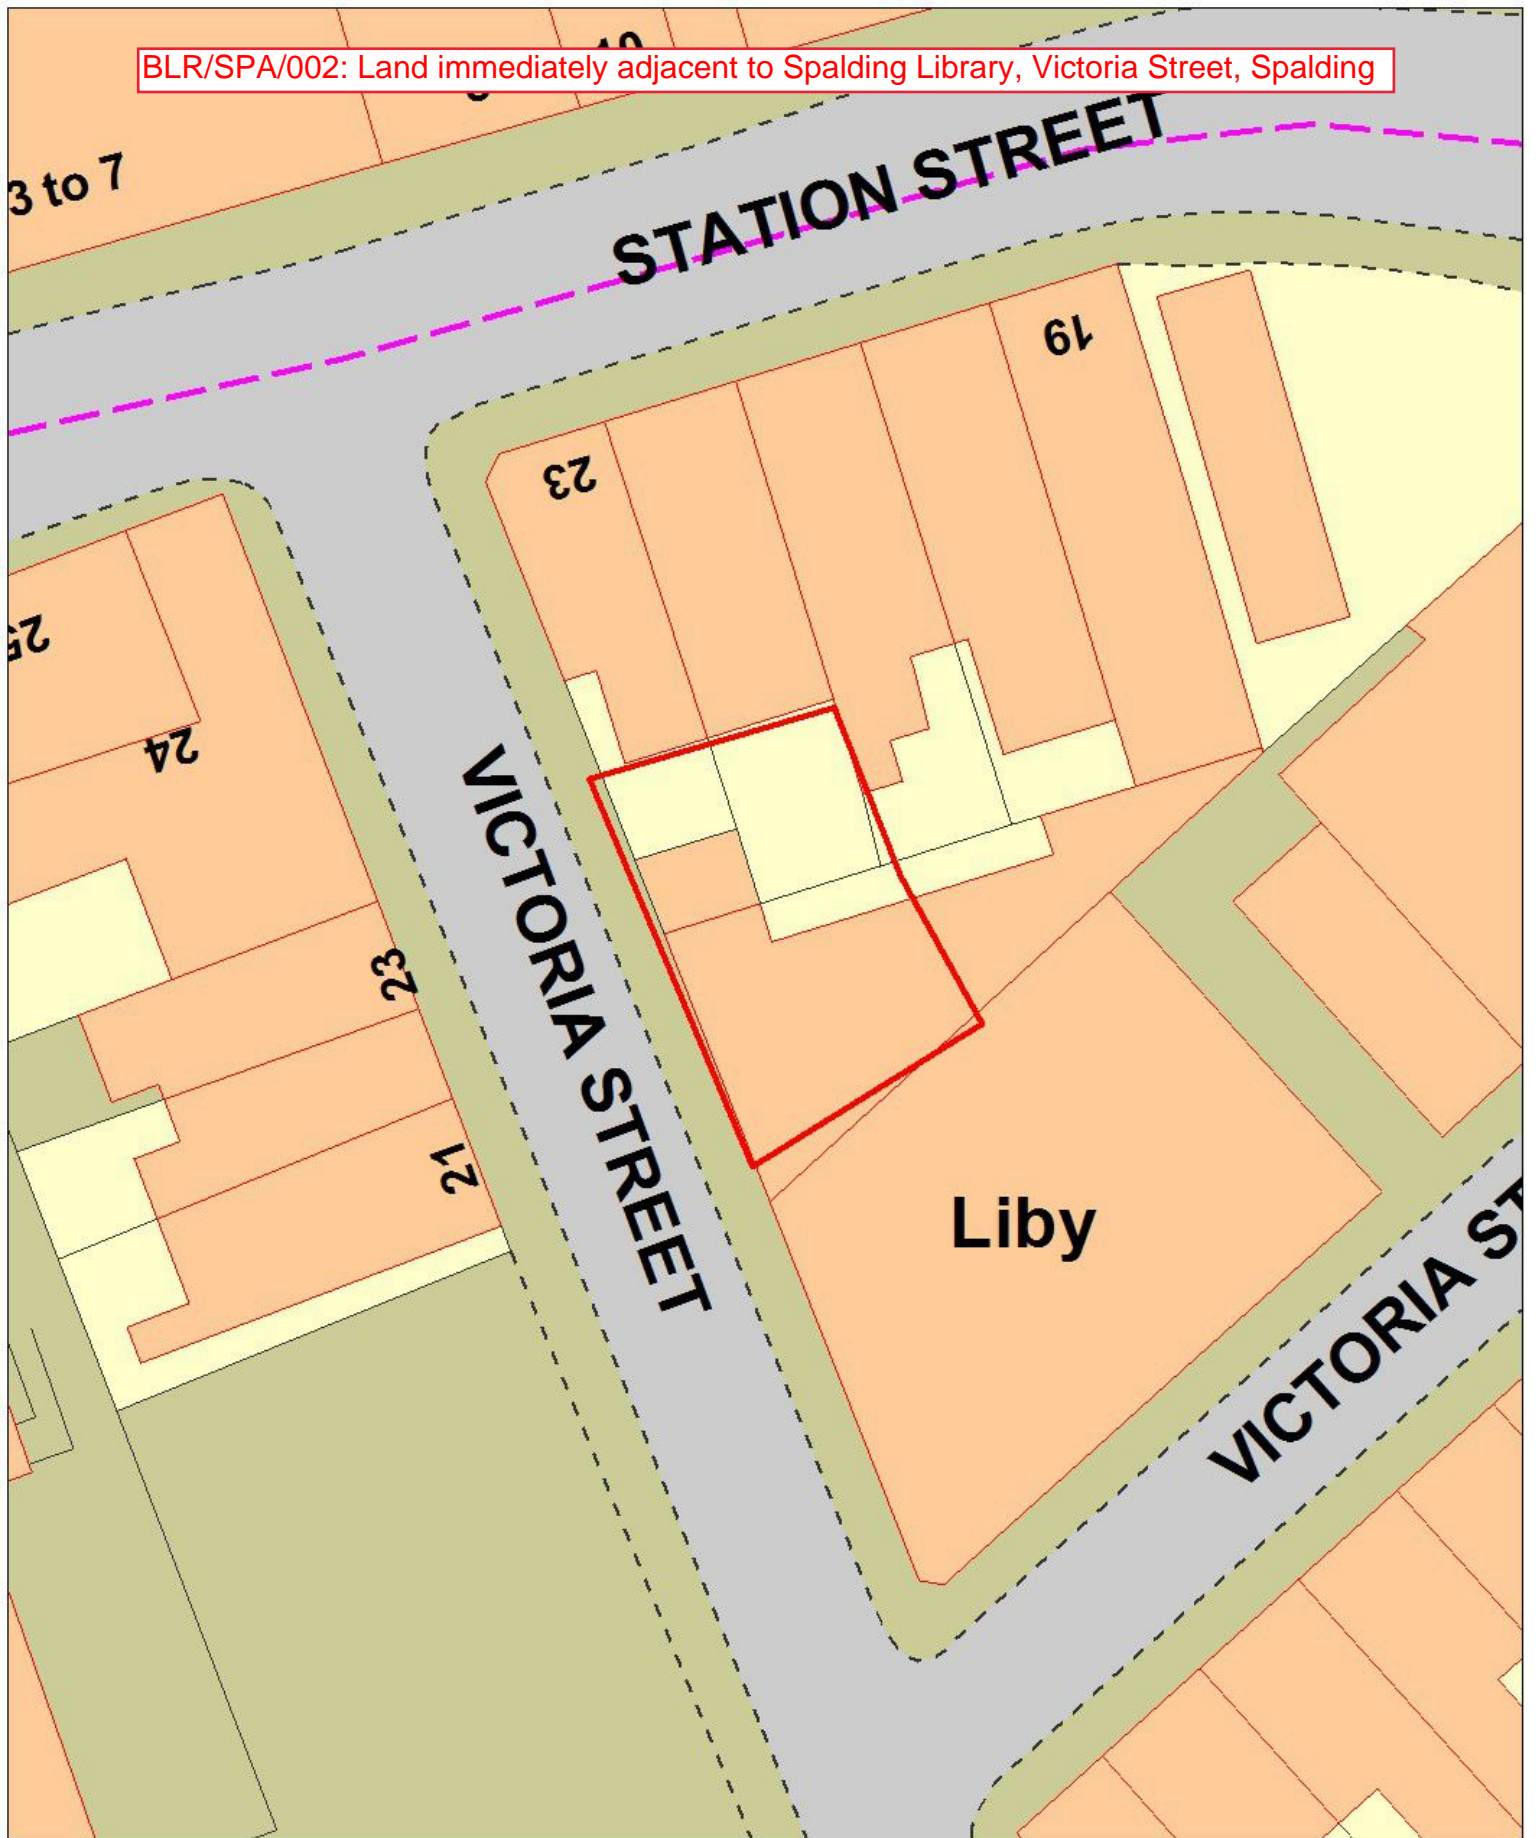 BLR/SPA/002: Land immediately adjacent to Spalding Library, Victoria Street, Spalding
3 to 7
STATION STREET
19
23
25
24
VICTORIA STREET
23
21
Liby
VICTORIA ST